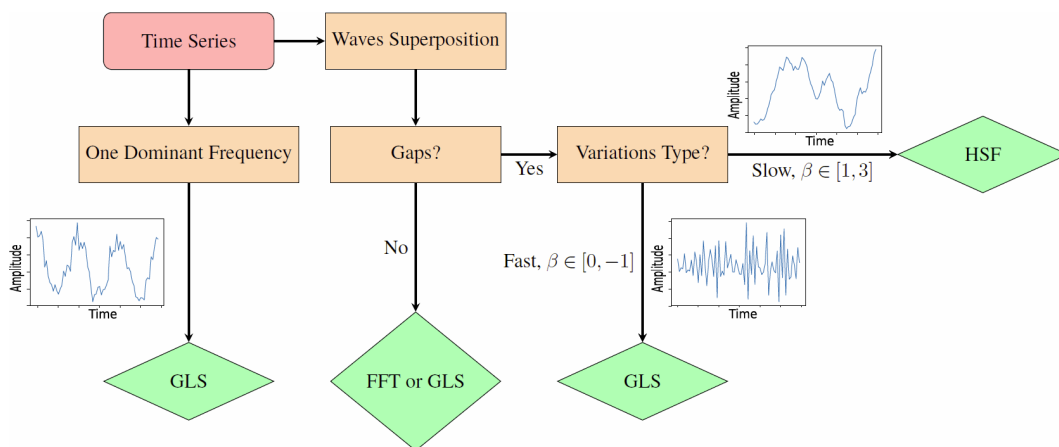 Time Series
Waves Superposition
One Dominant Frequency
Gaps?
Yes
Variations Type?
Amplitude
Time
Slow, β ∈ [1, 3]
HSF
Amplitude
Time
No
Fast, β ∈ [0, −1]
Amplitude
Time
GLS
FFT or GLS
GLS